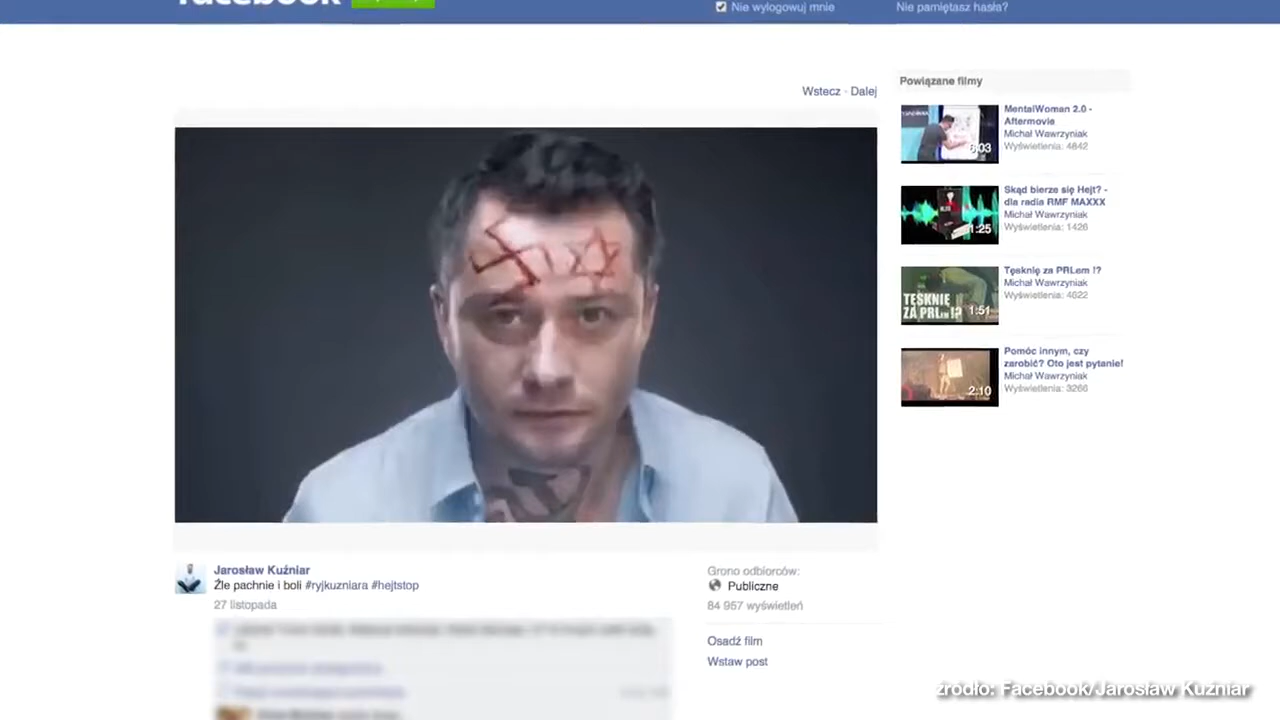 facebook
Nie wylogowuj mnie
Nie pamiętasz hasła?
Powiązane filmy
Wstecz · Dalej
MentalWoman 2.0 -
Aftermovie
Michał Wawrzyniak
Wyświetlenia: 4842
6:03
Skąd bierze się Hejt? -
dla radia RMF MAXXX
Michał Wawrzyniak
Wyświetlenia: 1426
1:25
Tęsknię za PRLem !?
Michał Wawrzyniak
Wyświetlenia: 4622
TĘSKNIĘ
ZA PRLem !?
1:51
Pomóc innym, czy
zarobić? Oto jest pytanie!
Michał Wawrzyniak
Wyświetlenia: 3266
2:10
Jarosław Kuźniar
Źle pachnie i boli #ryjkuzniara #hejtstop
27 listopada
Grono odbiorców:
Publiczne
84 957 wyświetleń
Osadź film
Wstaw post
źródło: Facebook/Jarosław Kuźniar